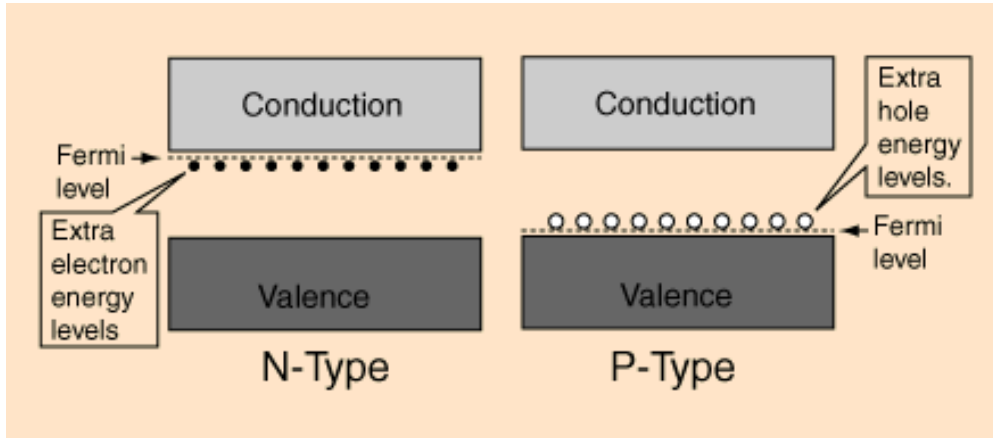 Conduction
Fermi
level
Extra
electron
energy
levels
Valence
N-Type
Conduction
Extra
hole
energy
levels.
Fermi
level
Valence
P-Type